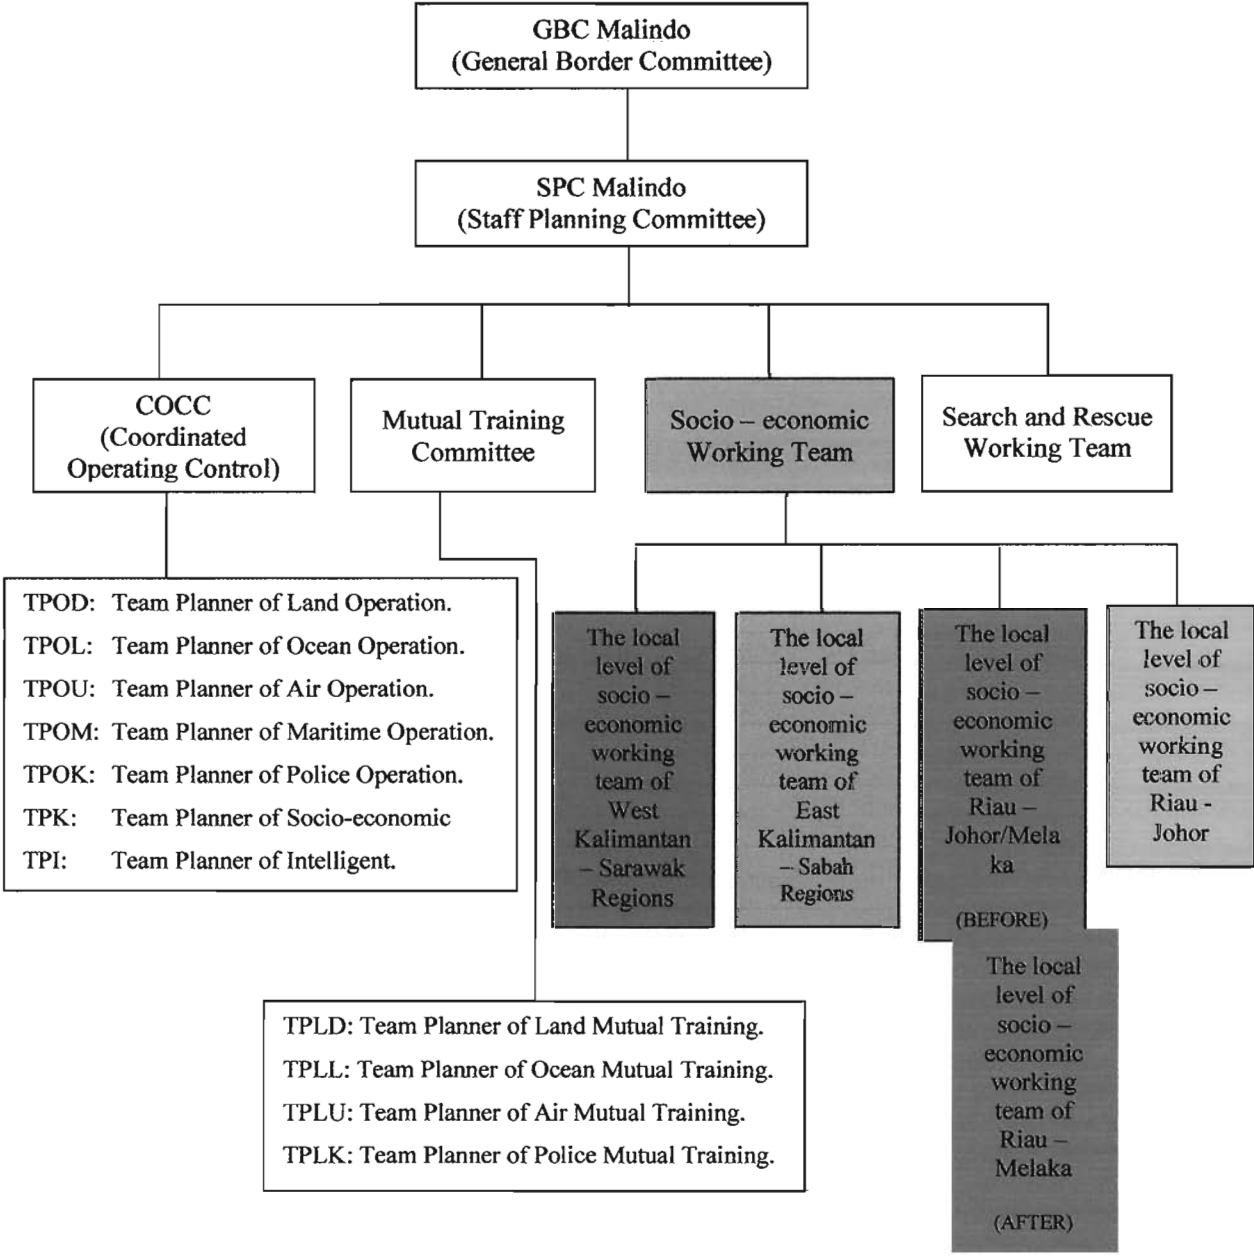 GBC Malindo
(General Border Committee)
SPC Malindo
(Staff Planning Committee)
COCC
(Coordinated
Operating Control)
Mutual Training
Committee
Socio – economic
Working Team
Search and Rescue
Working Team
TPOD: Team Planner of Land Operation.
TPOL: Team Planner of Ocean Operation.
TPOU: Team Planner of Air Operation.
TPOM: Team Planner of Maritime Operation.
TPOK: Team Planner of Police Operation.
TPK: Team Planner of Socio-economic
TPI: Team Planner of Intelligent.
The local
level of
socio –
economic
working
team of
West
Kalimantan
– Sarawak
Regions
The local
level of
socio –
economic
working
team of
East
Kalimantan
– Sabah
Regions
The local
level of
socio –
economic
working
team of
Riau –
Johor/Mela
ka
(BEFORE)
The local
level of
socio –
economic
working
team of
Riau -
Johor
The local
level of
socio –
economic
working
team of
Riau –
Melaka
(AFTER)
TPLD: Team Planner of Land Mutual Training.
TPLL: Team Planner of Ocean Mutual Training.
TPLU: Team Planner of Air Mutual Training.
TPLK: Team Planner of Police Mutual Training.